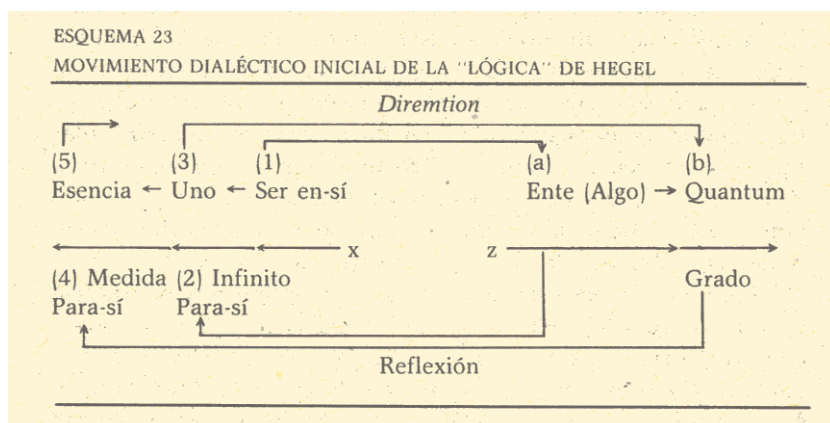 ESQUEMA 23
MOVIMIENTO DIALÉCTICO INICIAL DE LA "LÓGICA" DE HEGEL
Diremtion
(5) (3) (1) (a) (b)
Esencia ← Uno ← Ser en-sí Ente (Algo) → Quantum
x z
(4) Medida (2) Infinito Grado
Para-sí Para-sí
Reflexión